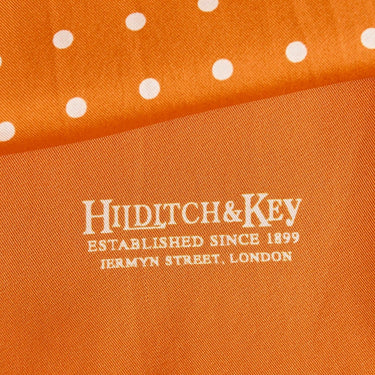 HILDITCH & KEY
ESTABLISHED SINCE 1899
JERMYN STREET, LONDON